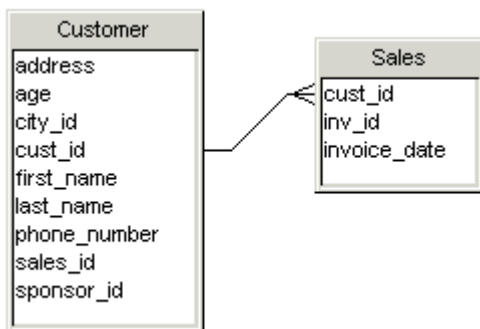 Customer
address
age
city_id
cust_id
first_name
last_name
phone_number
sales_id
sponsor_id
Sales
cust_id
inv_id
invoice_date